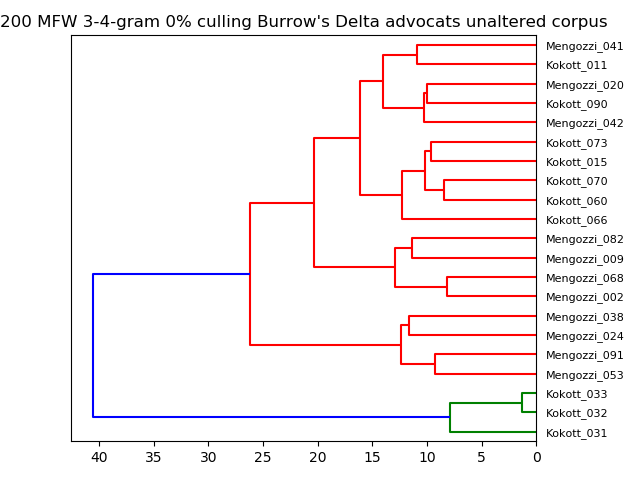 200 MFW 3-4-gram 0% culling Burrow's Delta advocats unaltered corpus
Mengozzi_041
Kokott_011
Mengozzi_020
Kokott_090
Mengozzi_042
Kokott_073
Kokott_015
Kokott_070
Kokott_060
Kokott_066
Mengozzi_082
Mengozzi_009
Mengozzi_068
Mengozzi_002
Mengozzi_038
Mengozzi_024
Mengozzi_091
Mengozzi_053
Kokott_033
Kokott_032
Kokott_031
40 35 30 25 20 15 10 5 0